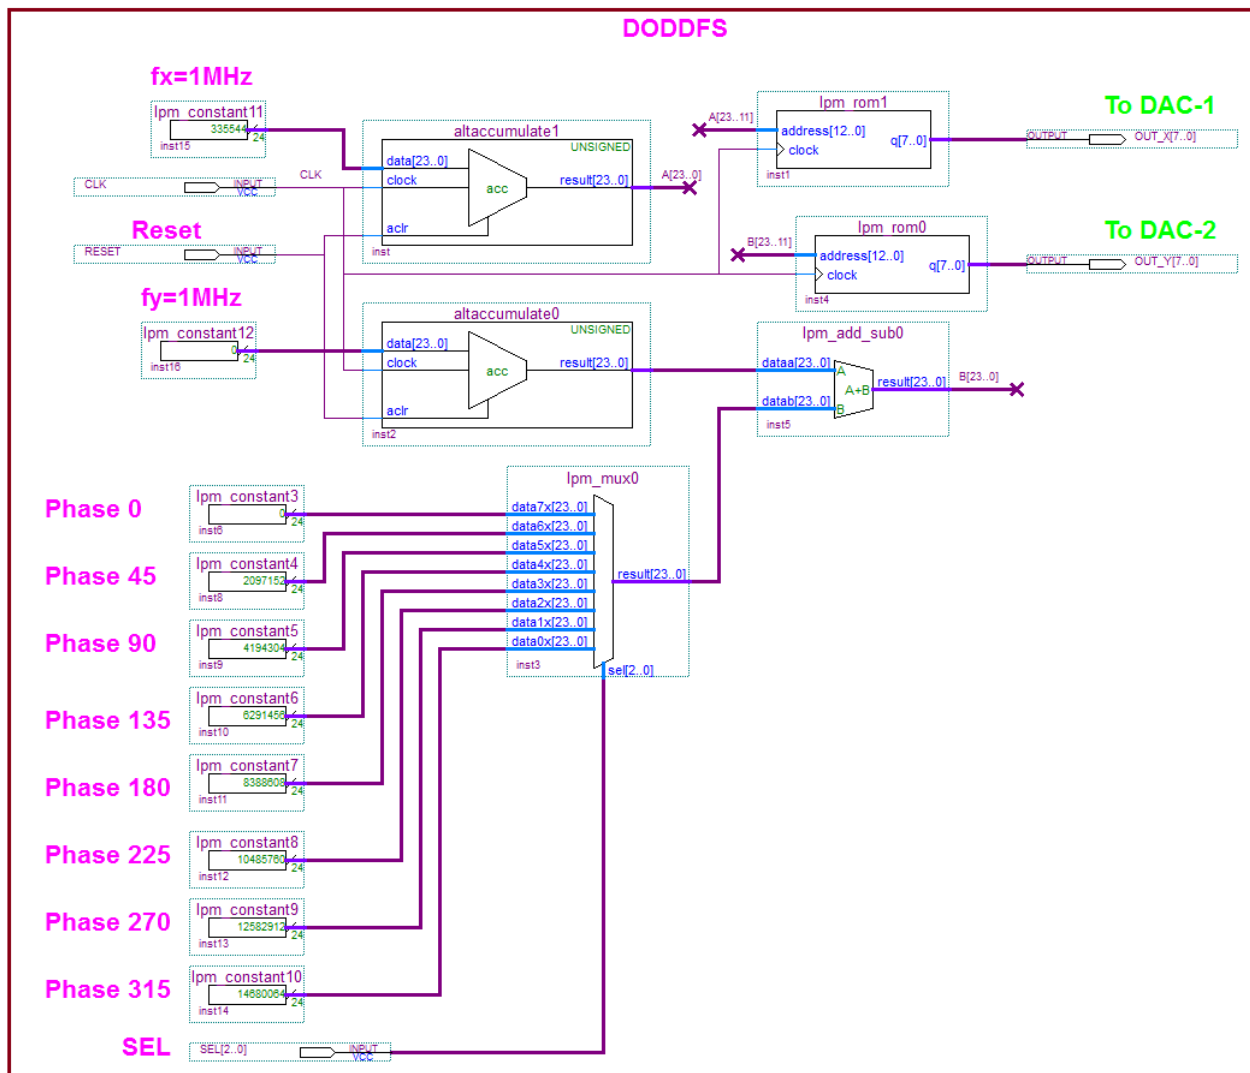 DODDFS
fx=1MHz
lpm_constant11
335544
24
inst15
CLK
INPUT
VCC
CLK
Reset
RESET
INPUT
VCC
altaccumulate1
UNSIGNED
data[23..0]
clock
acc
result[23..0]
aclr
inst
A[23..0]
A[23..11]
lpm_rom1
address[12..0]
q[7..0]
clock
inst1
To DAC-1
OUTPUT
OUT_X[7..0]
B[23..11]
lpm_rom0
address[12..0]
q[7..0]
clock
inst4
To DAC-2
OUTPUT
OUT_Y[7..0]
fy=1MHz
lpm_constant12
0
24
inst16
altaccumulate0
UNSIGNED
data[23..0]
clock
acc
result[23..0]
aclr
inst2
lpm_add_sub0
dataa[23..0]
A
A+B
result[23..0]
datab[23..0]
B
inst5
B[23..0]
lpm_mux0
data7x[23..0]
data6x[23..0]
data5x[23..0]
data4x[23..0]
data3x[23..0]
data2x[23..0]
data1x[23..0]
data0x[23..0]
result[23..0]
inst3
sel[2..0]
Phase 0
lpm_constant3
0
24
inst6
Phase 45
lpm_constant4
2097152
24
inst8
Phase 90
lpm_constant5
4194304
24
inst9
Phase 135
lpm_constant6
6291456
24
inst10
Phase 180
lpm_constant7
8388608
24
inst11
Phase 225
lpm_constant8
10485760
24
inst12
Phase 270
lpm_constant9
12582912
24
inst13
Phase 315
lpm_constant10
14680064
24
inst14
SEL
SEL[2..0]
INPUT
VCC